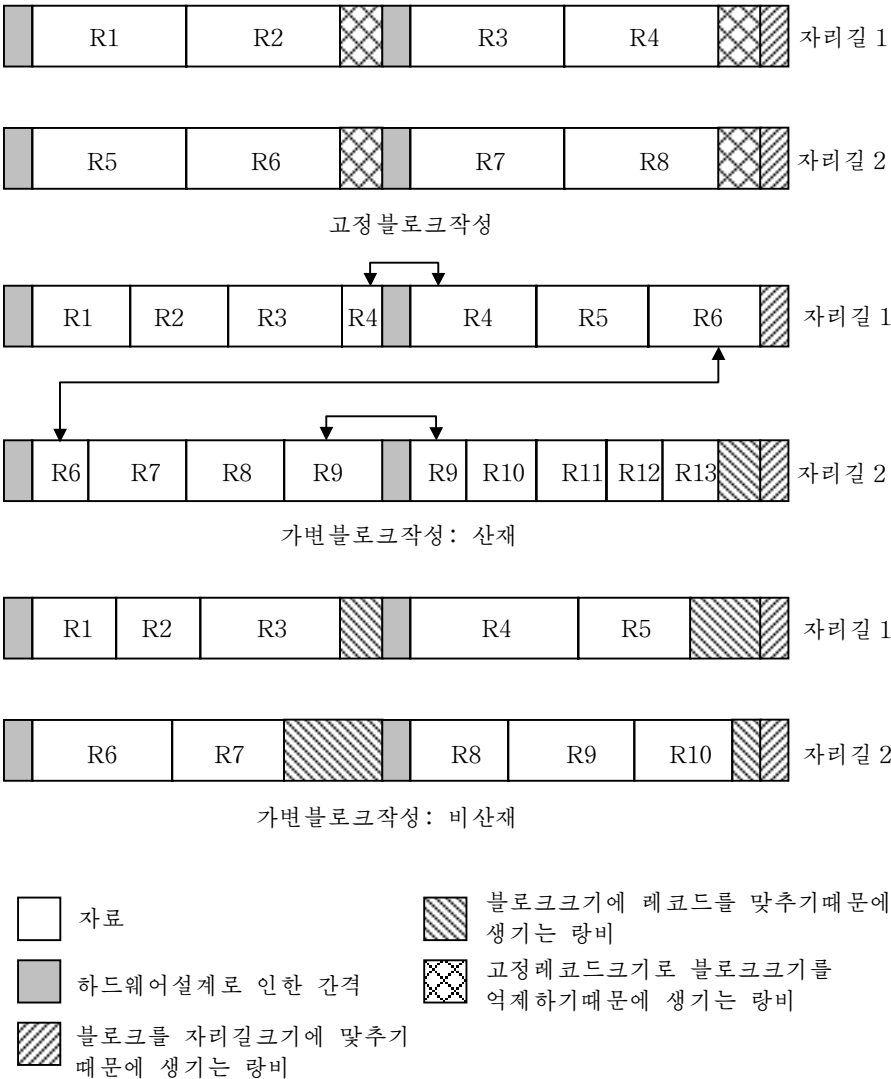 R1 R2 R3 R4 자리길 1
R5 R6 R7 R8 자리길 2
고정블로크작성
R1 R2 R3 R4 R4 R5 R6 자리길 1
R6 R7 R8 R9 R9 R10 R11 R12 R13 자리길 2
가변블로크작성: 산재
R1 R2 R3 R4 R5 자리길 1
R6 R7 R8 R9 R10 자리길 2
가변블로크작성: 비산재
자료
하드웨어설계로 인한 간격
블로크를 자리길크기에 맞추기
때문에 생기는 랑비
블로크크기에 레코드를 맞추기때문에
생기는 랑비
고정레코드크기로 블로크크기를
억제하기때문에 생기는 랑비